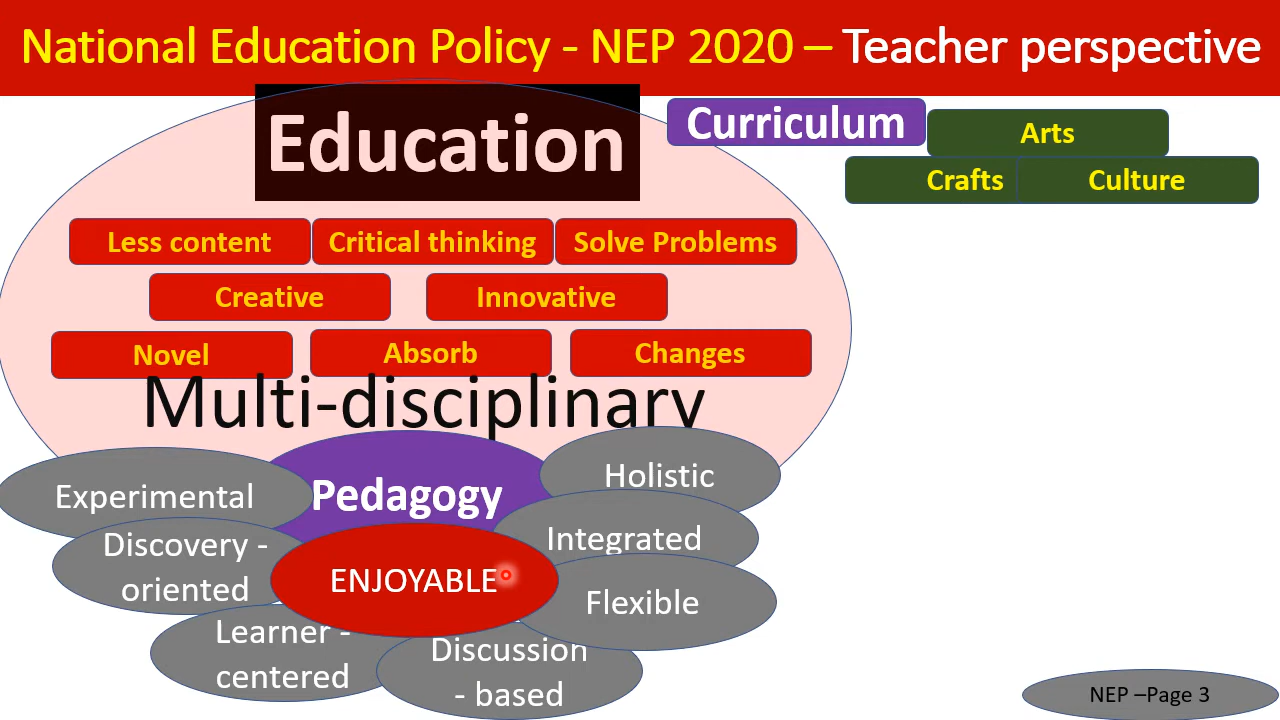 National Education Policy - NEP 2020 – Teacher perspective
Education
Curriculum
Arts
Crafts
Culture
Less content
Critical thinking
Solve Problems
Creative
Innovative
Novel
Absorb
Changes
Multi-disciplinary
Pedagogy
Experimental
Discovery -
oriented
Learner -
centered
Discussion
- based
ENJOYABLE
Holistic
Integrated
Flexible
NEP –Page 3